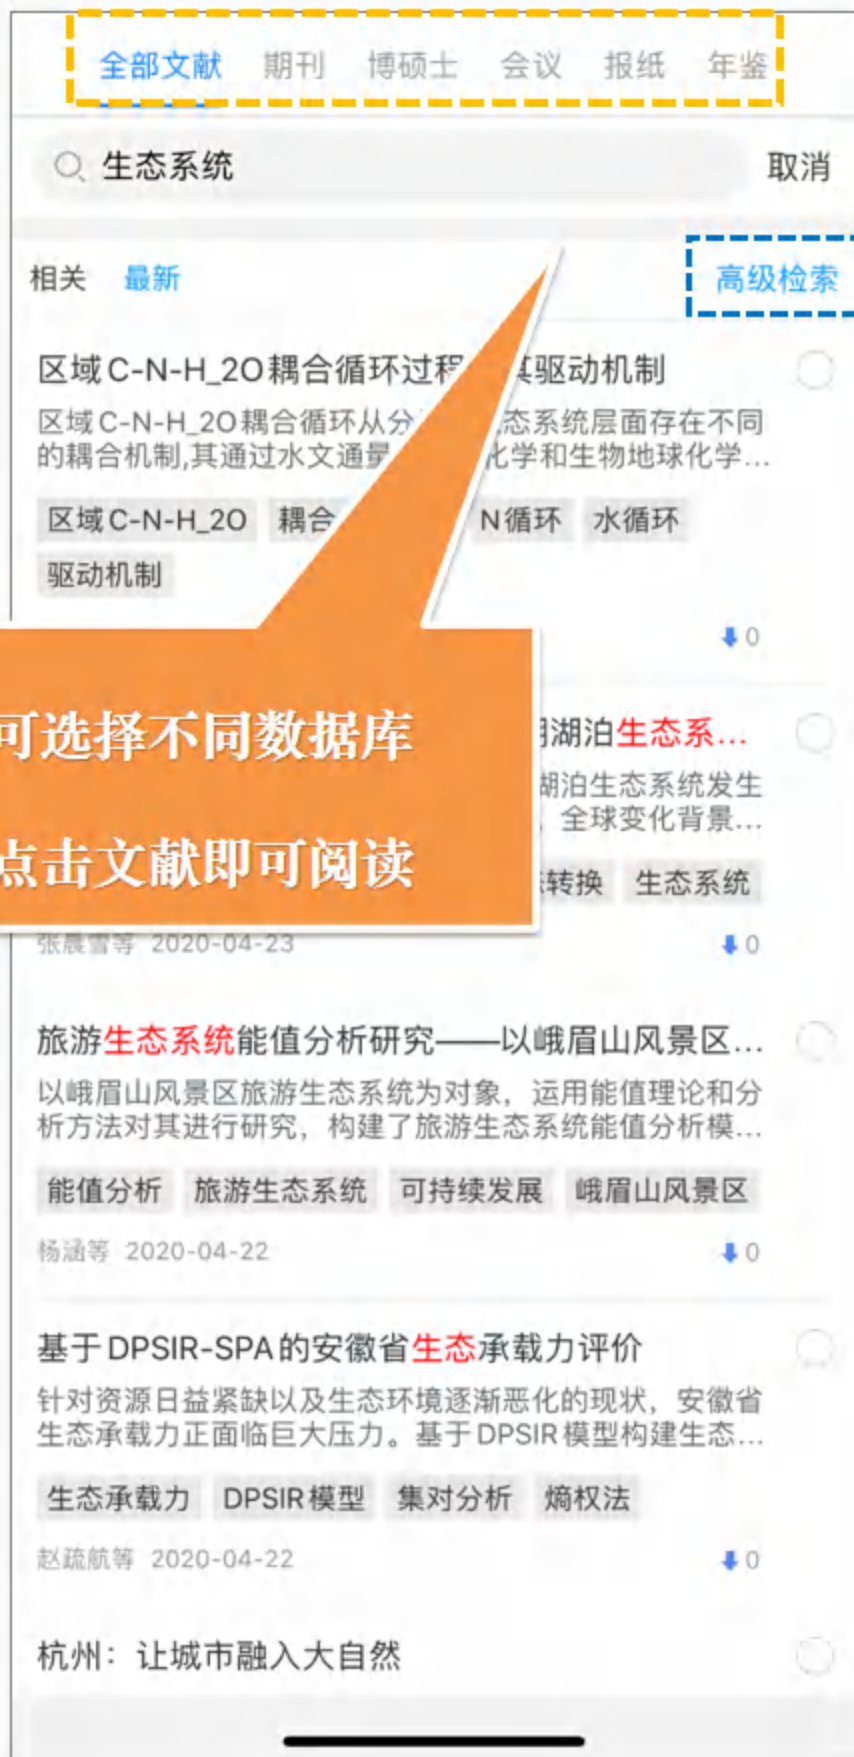 全部文献 期刊 博硕士 会议 报纸 年鉴
生态系统 取消
相关 最新 高级检索
区域C-N-H_2O耦合循环过程 其驱动机制
区域C-N-H_2O耦合循环从分 态系统层面存在不同
的耦合机制,其通过水文通量 化学和生物地球化学...
区域C-N-H_2O 耦合 N循环 水循环
驱动机制
0
可选择不同数据库
点击文献即可阅读
湖泊生态系...
湖泊生态系统发生
,全球变化背景...
转换 生态系统
张晨雪等 2020-04-23 0
旅游生态系统能值分析研究——以峨眉山风景区...
以峨眉山风景区旅游生态系统为对象，运用能值理论和分
析方法对其进行研究，构建了旅游生态系统能值分析模...
能值分析 旅游生态系统 可持续发展 峨眉山风景区
杨涵等 2020-04-22 0
基于DPSIR-SPA的安徽省生态承载力评价
针对资源日益紧缺以及生态环境逐渐恶化的现状，安徽省
生态承载力正面临巨大压力。基于DPSIR模型构建生态...
生态承载力 DPSIR模型 集对分析 熵权法
赵疏航等 2020-04-22 0
杭州：让城市融入大自然